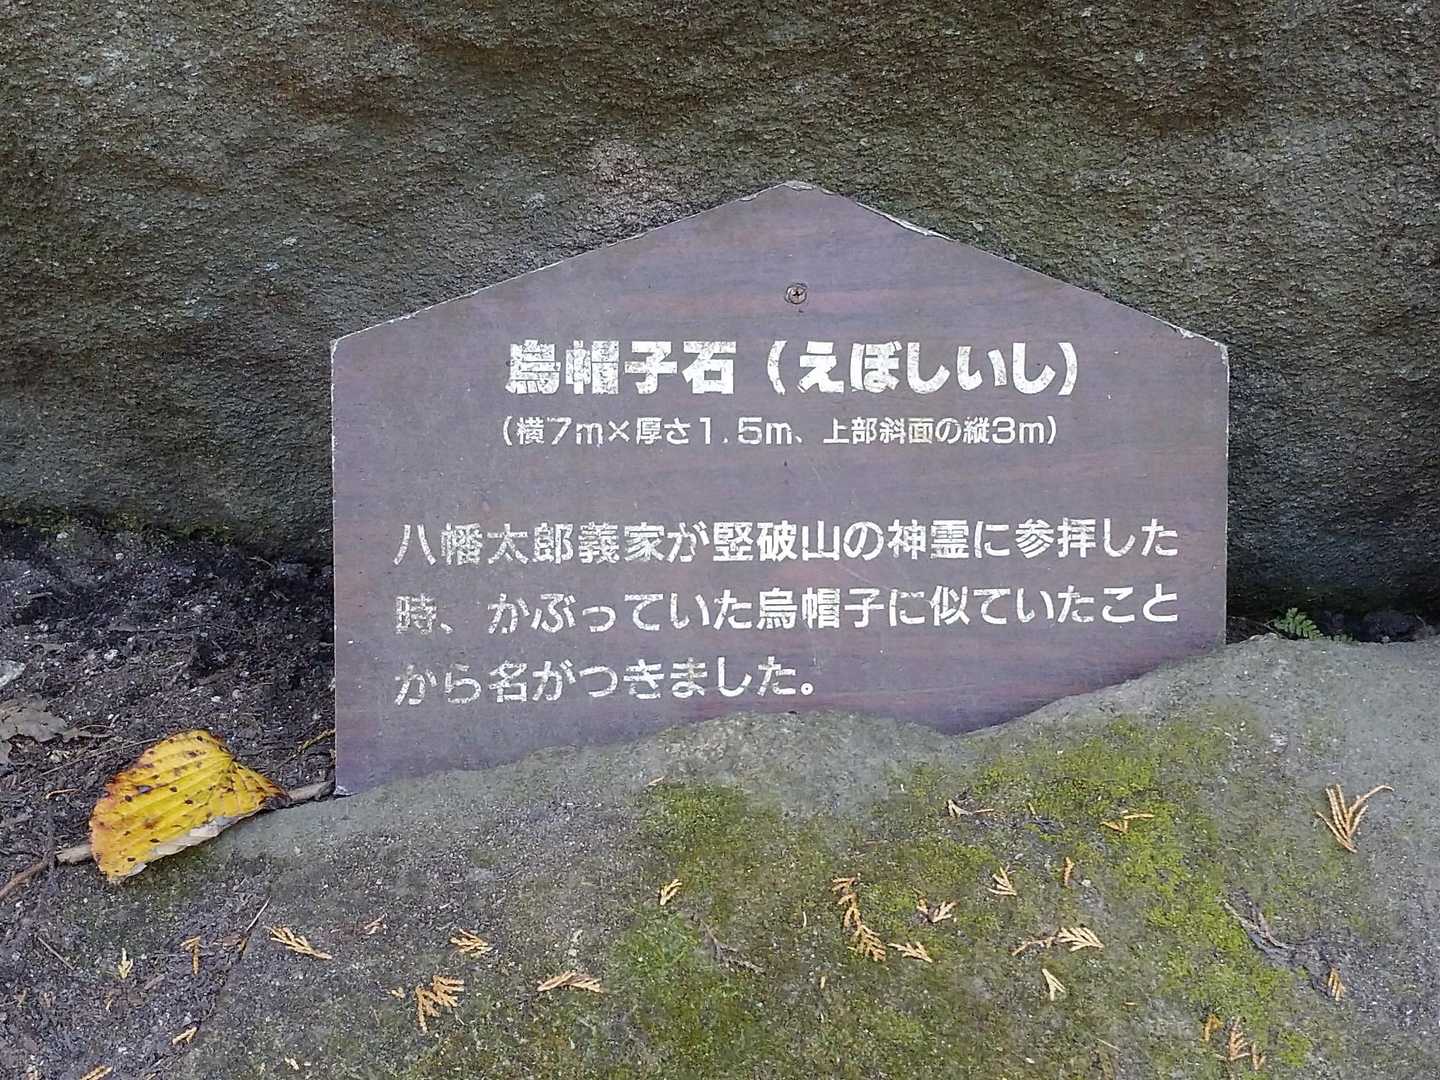 烏帽子石（えぼしいし）
（横7m×厚さ1.5m、上部斜面の縦3m）
八幡太郎義家が竪破山の神霊に参拝した
時、かぶっていた烏帽子に似ていたこと
から名がつきました。